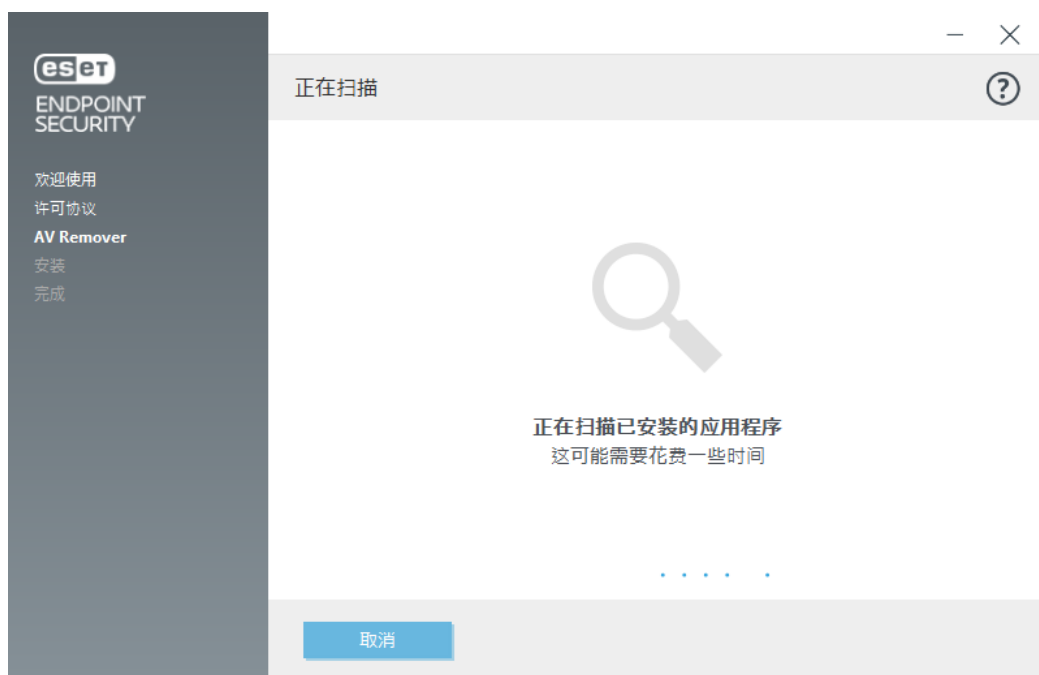 eset
ENDPOINT
SECURITY
欢迎使用
许可协议
AV Remover
安装
完成
正在扫描
?
正在扫描已安装的应用程序
这可能需要花费一些时间
取消